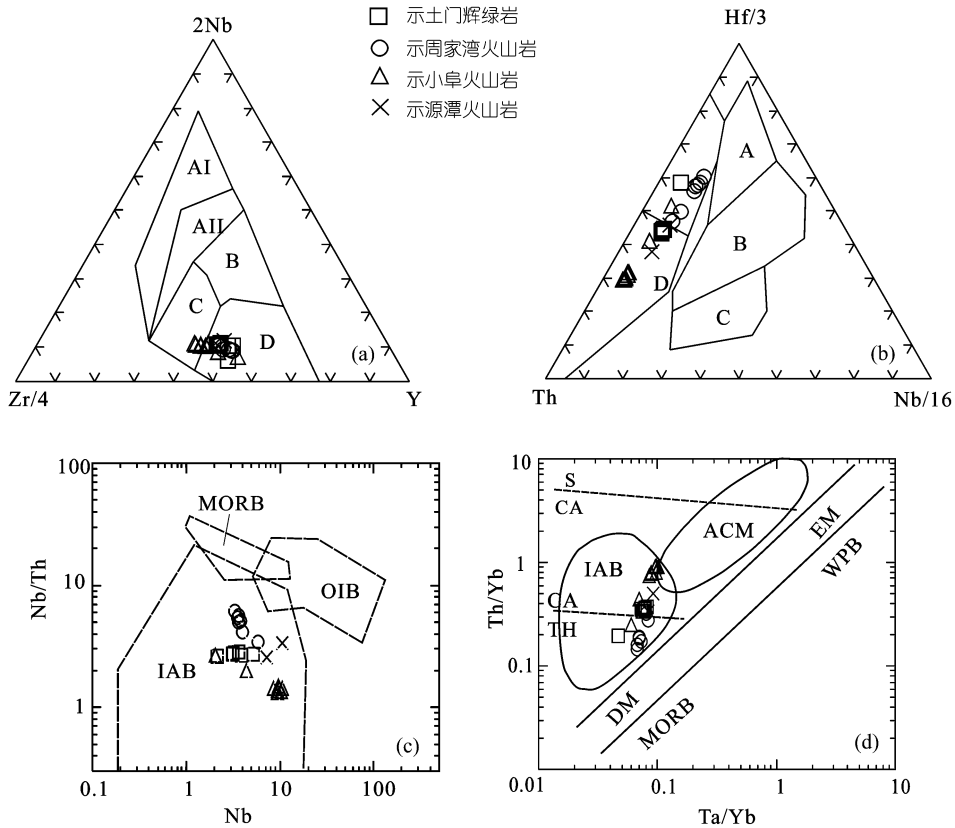 示土门辉绿岩
示周家湾火山岩
示小阜火山岩
示源潭火山岩
2Nb
AI
AII
B
C
D
(a)
Zr/4
Y
Hf/3
A
B
D
C
(b)
Th
Nb/16
100
10
1
Nb/Th
MORB
OIB
IAB
(c)
0.1
1
10
100
Nb
10
1
0.1
0.01
Th/Yb
S
CA
ACM
IAB
CA
TH
EM
WPB
DM
MORB
(d)
0.01
0.1
1
10
Ta/Yb